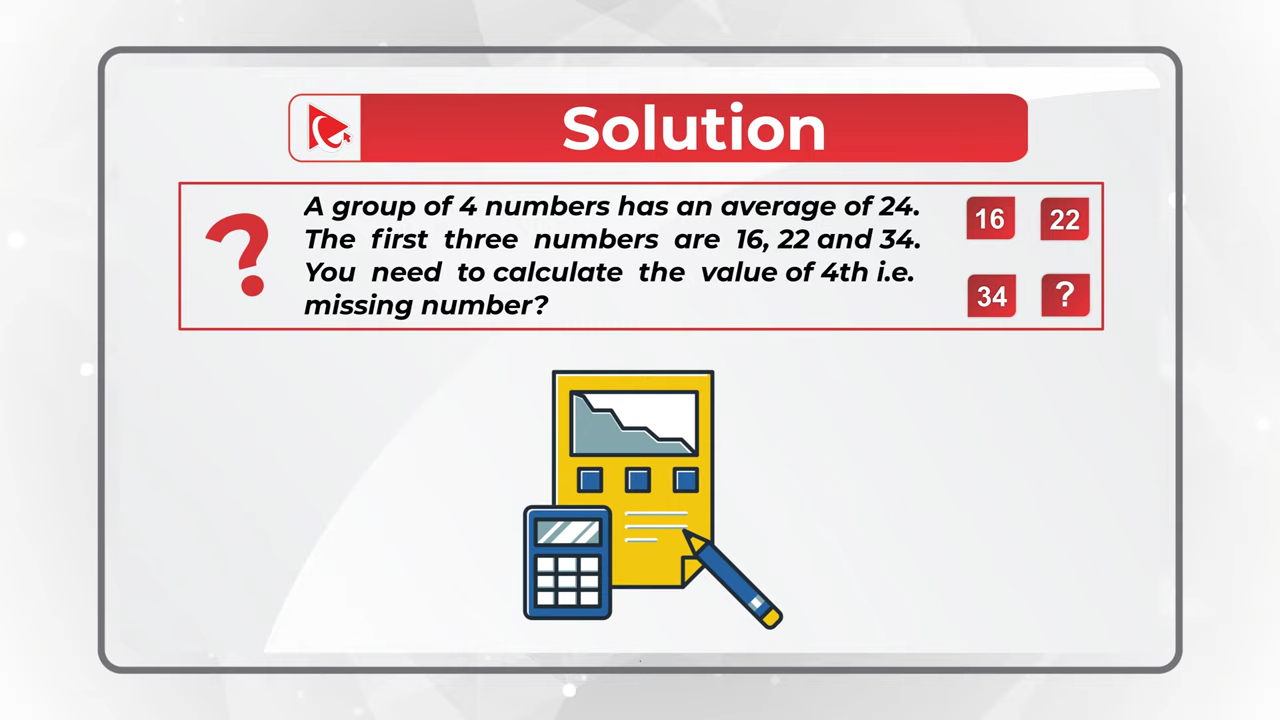 Solution
?
A group of 4 numbers has an average of 24.
The first three numbers are 16, 22 and 34.
You need to calculate the value of 4th i.e.
missing number?
16 22
34 ?